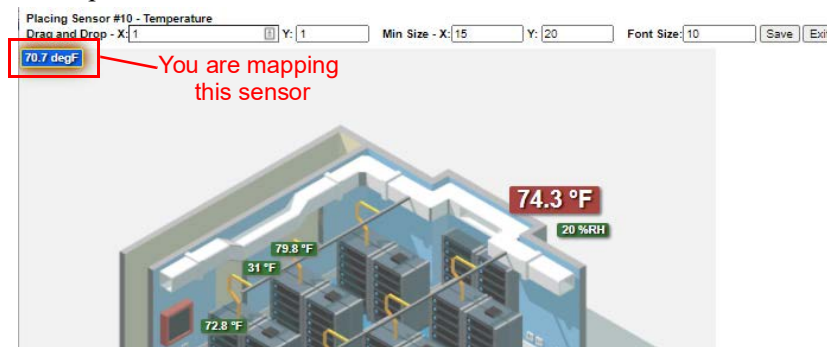 Placing Sensor #10 - Temperature
Drag and Drop - X: 1 Y: 1 Min Size - X: 15 Y: 20 Font Size: 10 Save Exit
70.7 degF
You are mapping
this sensor
74.3 °F
20 %RH
79.8 °F
31 °F
72.8 °F